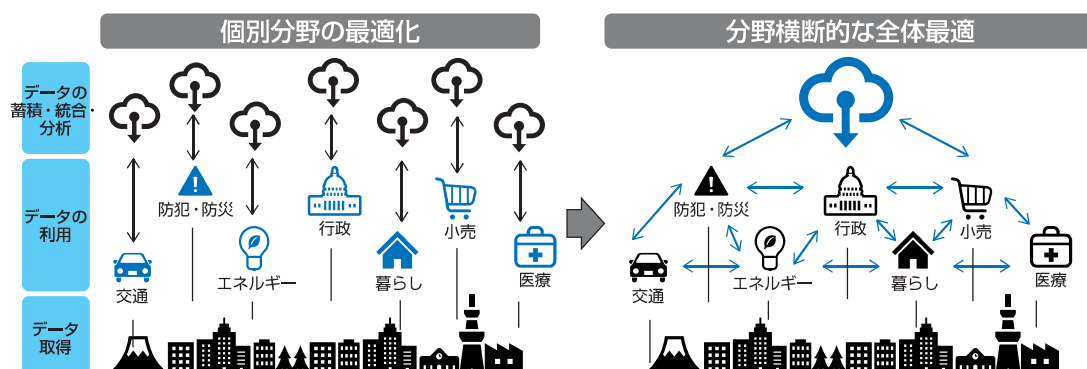 個別分野の最適化
分野横断的な全体最適
データの
蓄積・統合・
分析
データの
利用
データ
取得
防犯・防災
行政
小売
交通
エネルギー
暮らし
医療
防犯・防災
行政
小売
交通
エネルギー
暮らし
医療